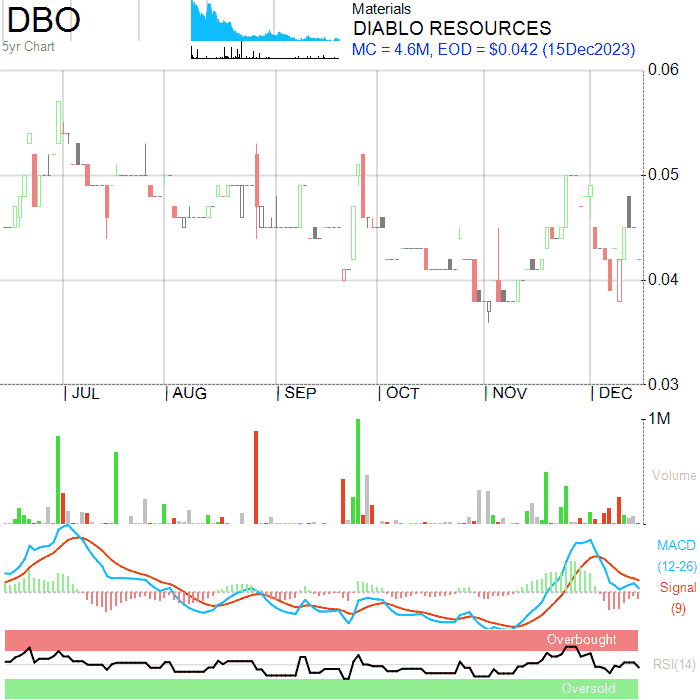 DBO
5yr Chart
Materials
DIABLO RESOURCES
MC = 4.6M, EOD = $0.042 (15Dec2023)
0.06
0.05
0.04
0.03
JUL AUG SEP OCT NOV DEC
1M
Volume
MACD
(12-26)
Signal
(9)
Overbought
RSI(14)
Oversold